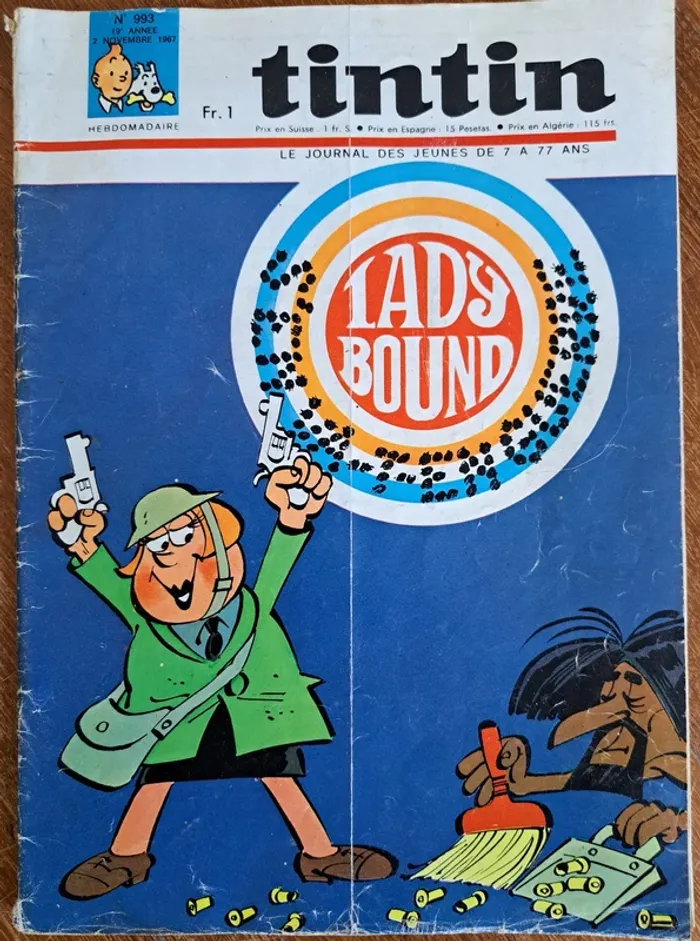 N° 993
19e ANNEE
2 NOVEMBRE 1967
HEBDOMADAIRE
Fr. 1
tintin
Prix en Suisse : 1 fr. S. ● Prix en Espagne : 15 Pesetas. ● Prix en Algérie : 115 frs.
LE JOURNAL DES JEUNES DE 7 A 77 ANS
LADY
BOUND